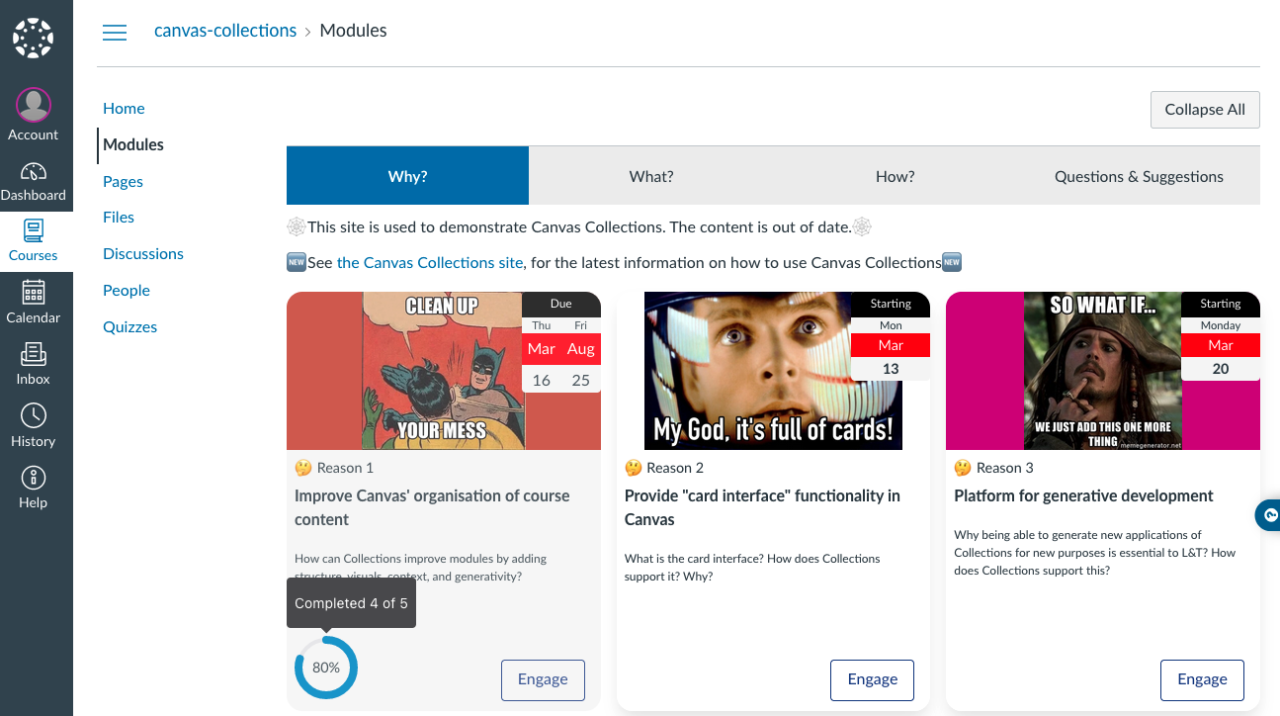 canvas-collections › Modules
Account
Dashboard
Courses
Calendar
Inbox
History
Help
Home
Modules
Pages
Files
Discussions
People
Quizzes
Collapse All
Why? What? How? Questions & Suggestions
🕸️This site is used to demonstrate Canvas Collections. The content is out of date.🕸️
🆕See the Canvas Collections site, for the latest information on how to use Canvas Collections🆕
CLEAN UP
YOUR MESS
Due
Thu Fri
Mar Aug
16 25
🤔 Reason 1
Improve Canvas' organisation of course
content
How can Collections improve modules by adding
structure, visuals, context, and generativity?
Completed 4 of 5
80%
Engage
My God, it's full of cards!
Starting
Mon
Mar
13
🤔 Reason 2
Provide "card interface" functionality in
Canvas
What is the card interface? How does Collections
support it? Why?
Engage
SO WHAT IF...
WE JUST ADD THIS ONE MORE
THING
memegenerator.net
Starting
Monday
Mar
20
🤔 Reason 3
Platform for generative development
Why being able to generate new applications of
Collections for new purposes is essential to L&T? How
does Collections support this?
Engage